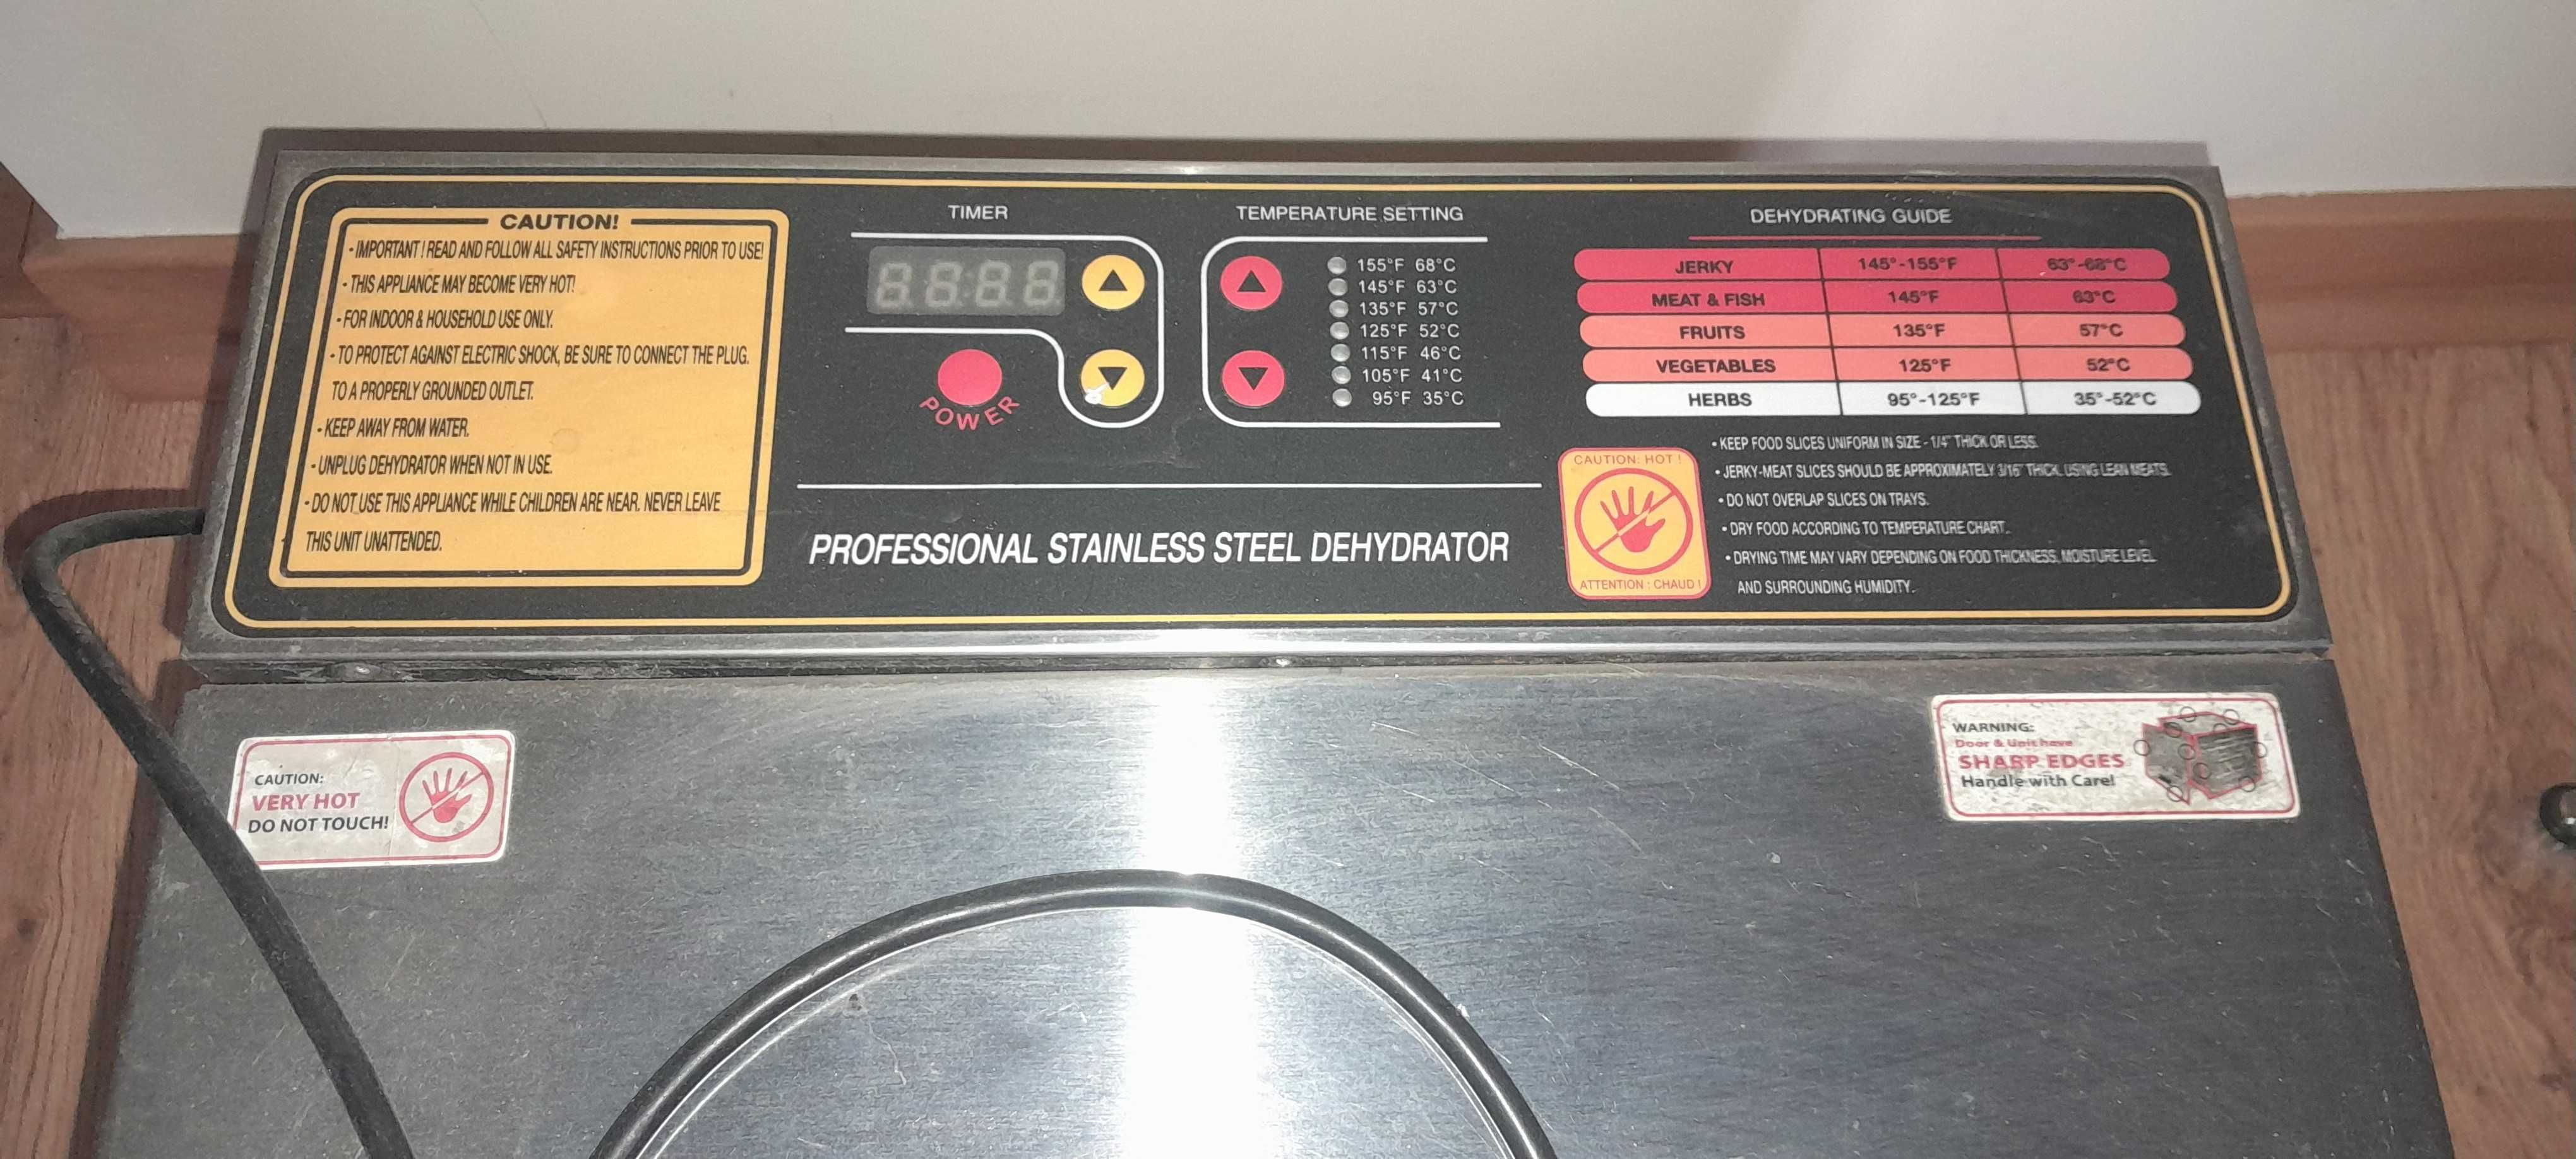 CAUTION!
- IMPORTANT ! READ AND FOLLOW ALL SAFETY INSTRUCTIONS PRIOR TO USE!
- THIS APPLIANCE MAY BECOME VERY HOT!
- FOR INDOOR & HOUSEHOLD USE ONLY.
- TO PROTECT AGAINST ELECTRIC SHOCK, BE SURE TO CONNECT THE PLUG.
TO A PROPERLY GROUNDED OUTLET.
- KEEP AWAY FROM WATER.
- UNPLUG DEHYDRATOR WHEN NOT IN USE.
- DO NOT USE THIS APPLIANCE WHILE CHILDREN ARE NEAR. NEVER LEAVE
THIS UNIT UNATTENDED.
TIMER
POWER
TEMPERATURE SETTING
155°F 68°C
145°F 63°C
135°F 57°C
125°F 52°C
115°F 46°C
105°F 41°C
95°F 35°C
PROFESSIONAL STAINLESS STEEL DEHYDRATOR
DEHYDRATING GUIDE
JERKY 145°-155°F 63°-68°C
MEAT & FISH 145°F 63°C
FRUITS 135°F 57°C
VEGETABLES 125°F 52°C
HERBS 95°-125°F 35°-52°C
CAUTION: HOT !
ATTENTION : CHAUD !
• KEEP FOOD SLICES UNIFORM IN SIZE - 1/4" THICK OR LESS.
• JERKY-MEAT SLICES SHOULD BE APPROXIMATELY 3/16" THICK. USING LEAN MEATS.
• DO NOT OVERLAP SLICES ON TRAYS.
• DRY FOOD ACCORDING TO TEMPERATURE CHART.
• DRYING TIME MAY VARY DEPENDING ON FOOD THICKNESS, MOISTURE LEVEL
AND SURROUNDING HUMIDITY.
CAUTION:
VERY HOT
DO NOT TOUCH!
WARNING:
Door & Unit have
SHARP EDGES
Handle with Care!